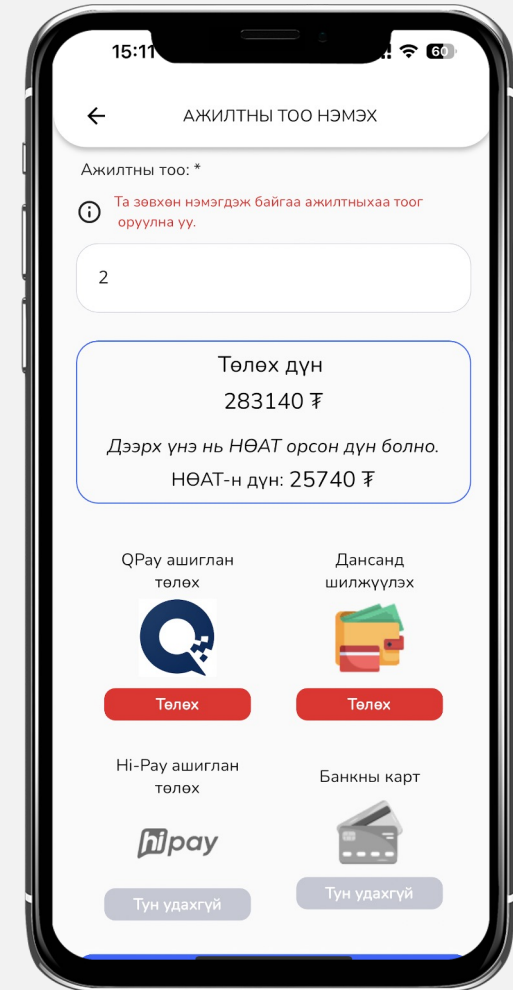 15:11
60
АЖИЛТНЫ ТОО НЭМЭХ
Ажилтны тоо: *
Та зөвхөн нэмэгдэж байгаа ажилтныхаа тоог
оруулна уу.
2
Төлөх дүн
283140 ₮
Дээрх үнэ нь НӨАТ орсон дүн болно.
НӨАТ-н дүн: 25740 ₮
QPay ашиглан
төлөх
Төлөх
Дансанд
шилжүүлэх
Төлөх
Hi-Pay ашиглан
төлөх
hipay
Тун удахгүй
Банкны карт
Тун удахгүй